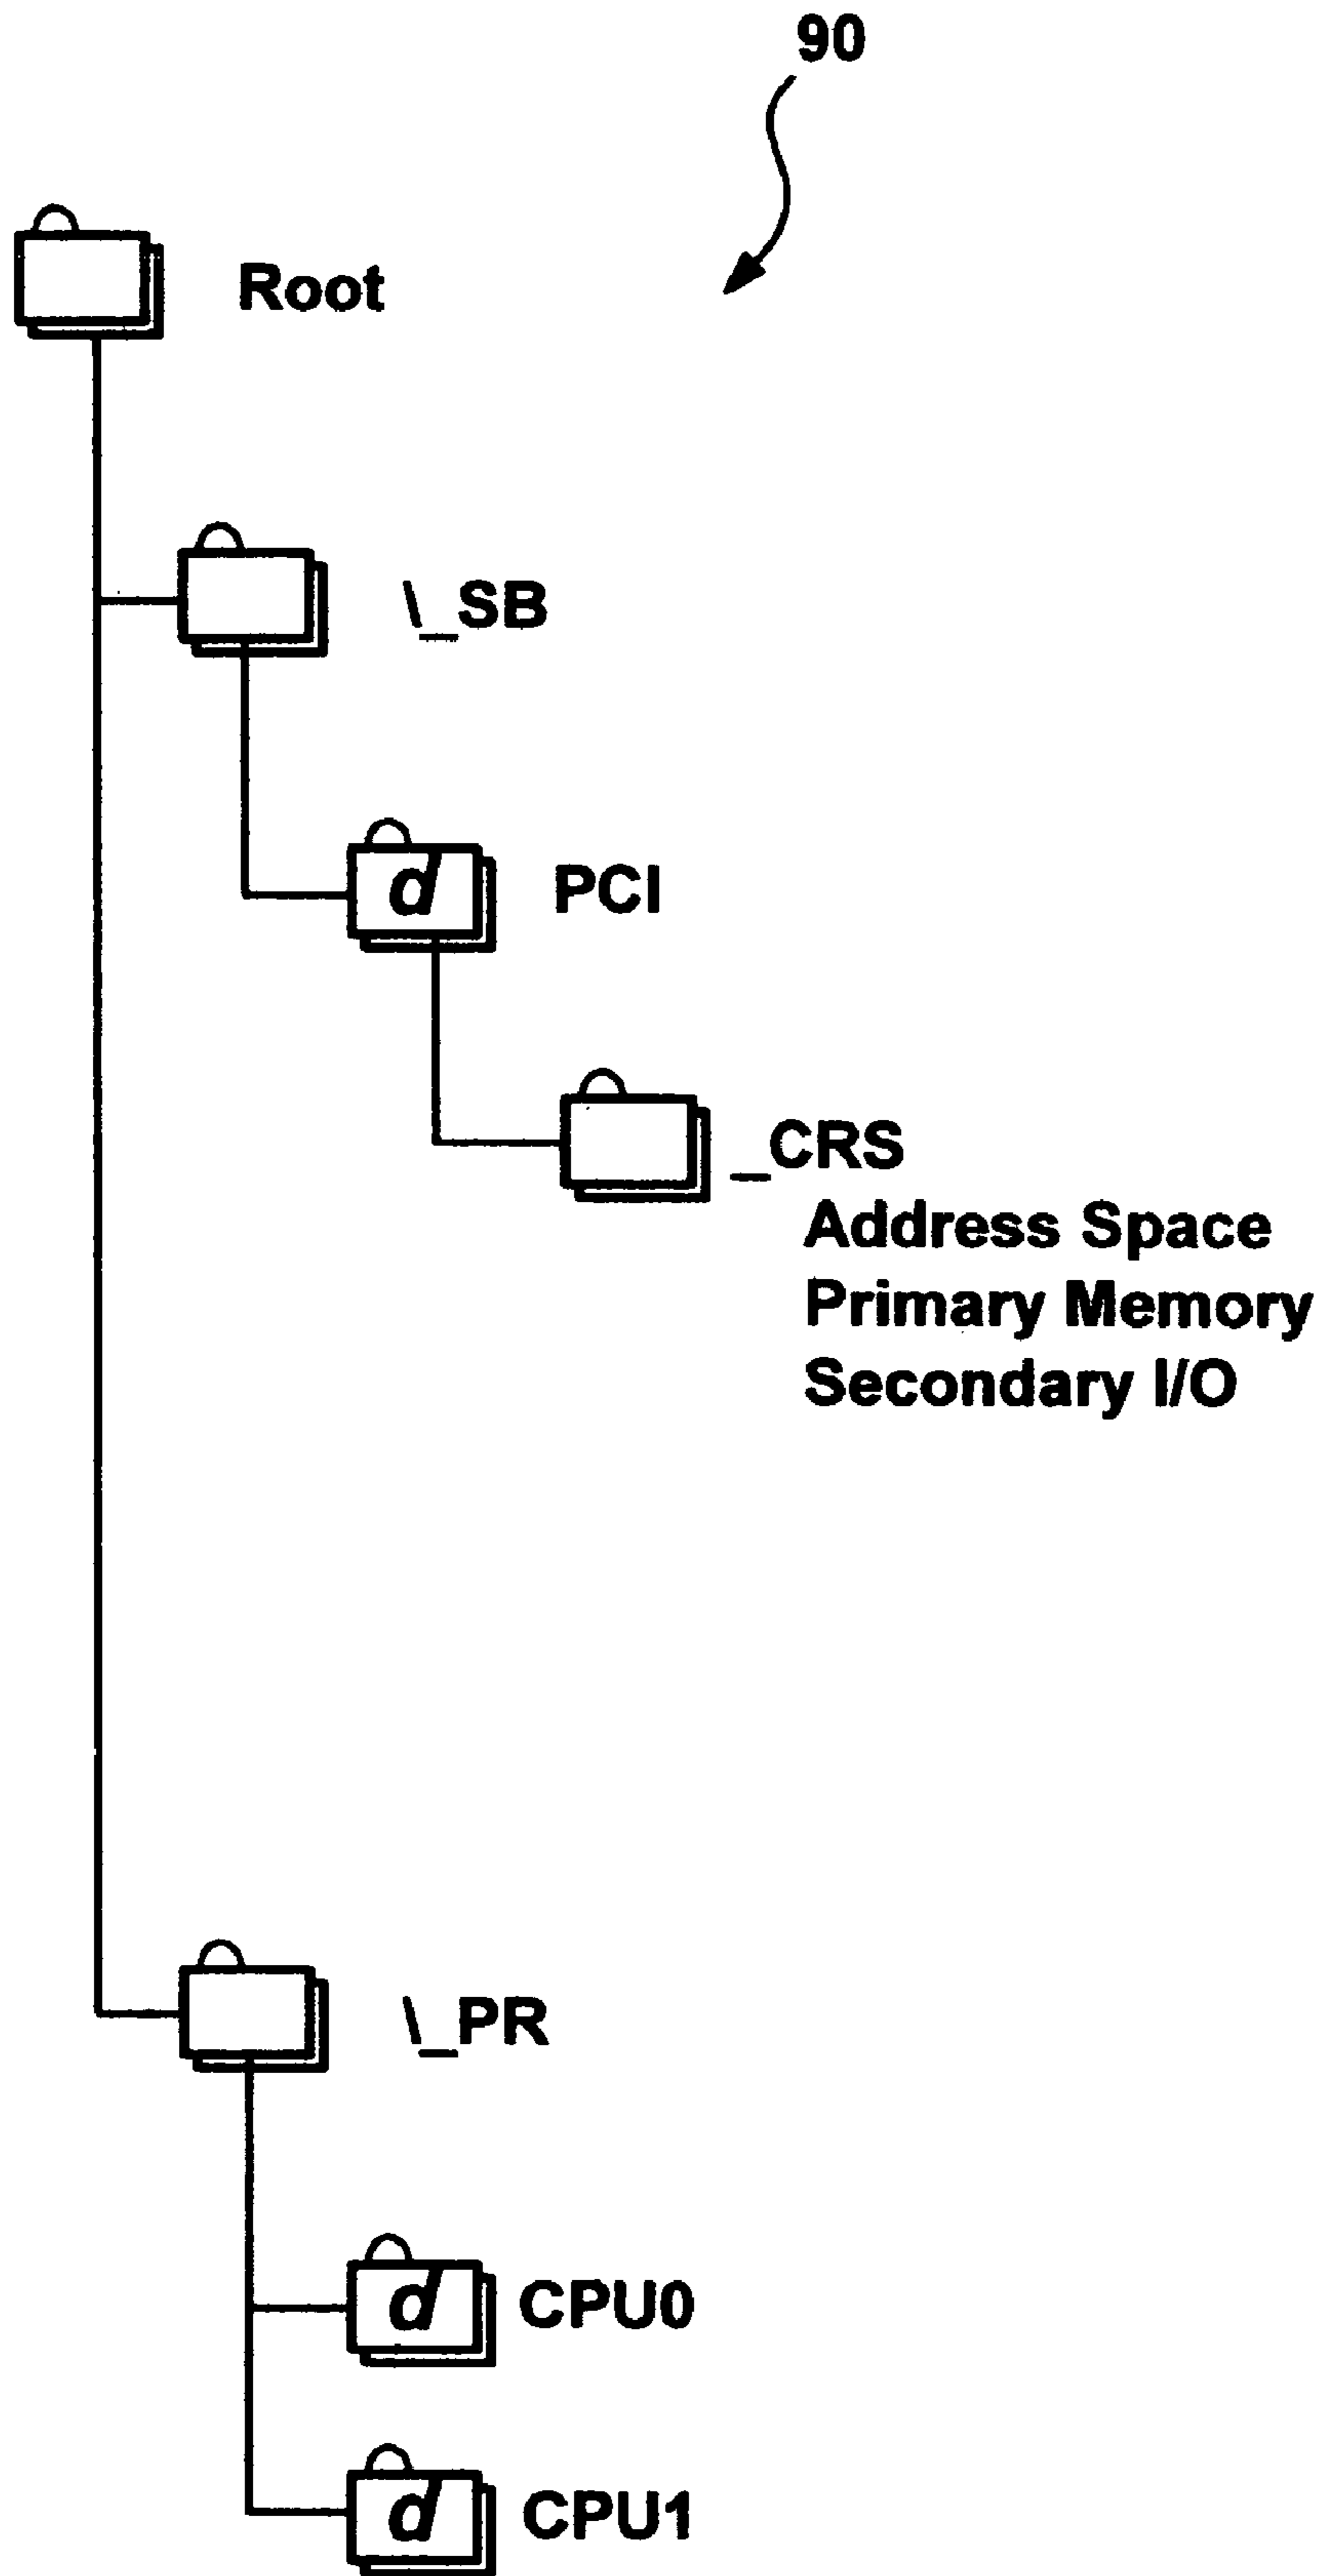 90
Root
\_SB
d PCI
_CRS
Address Space
Primary Memory
Secondary I/O
\_PR
d CPU0
d CPU1